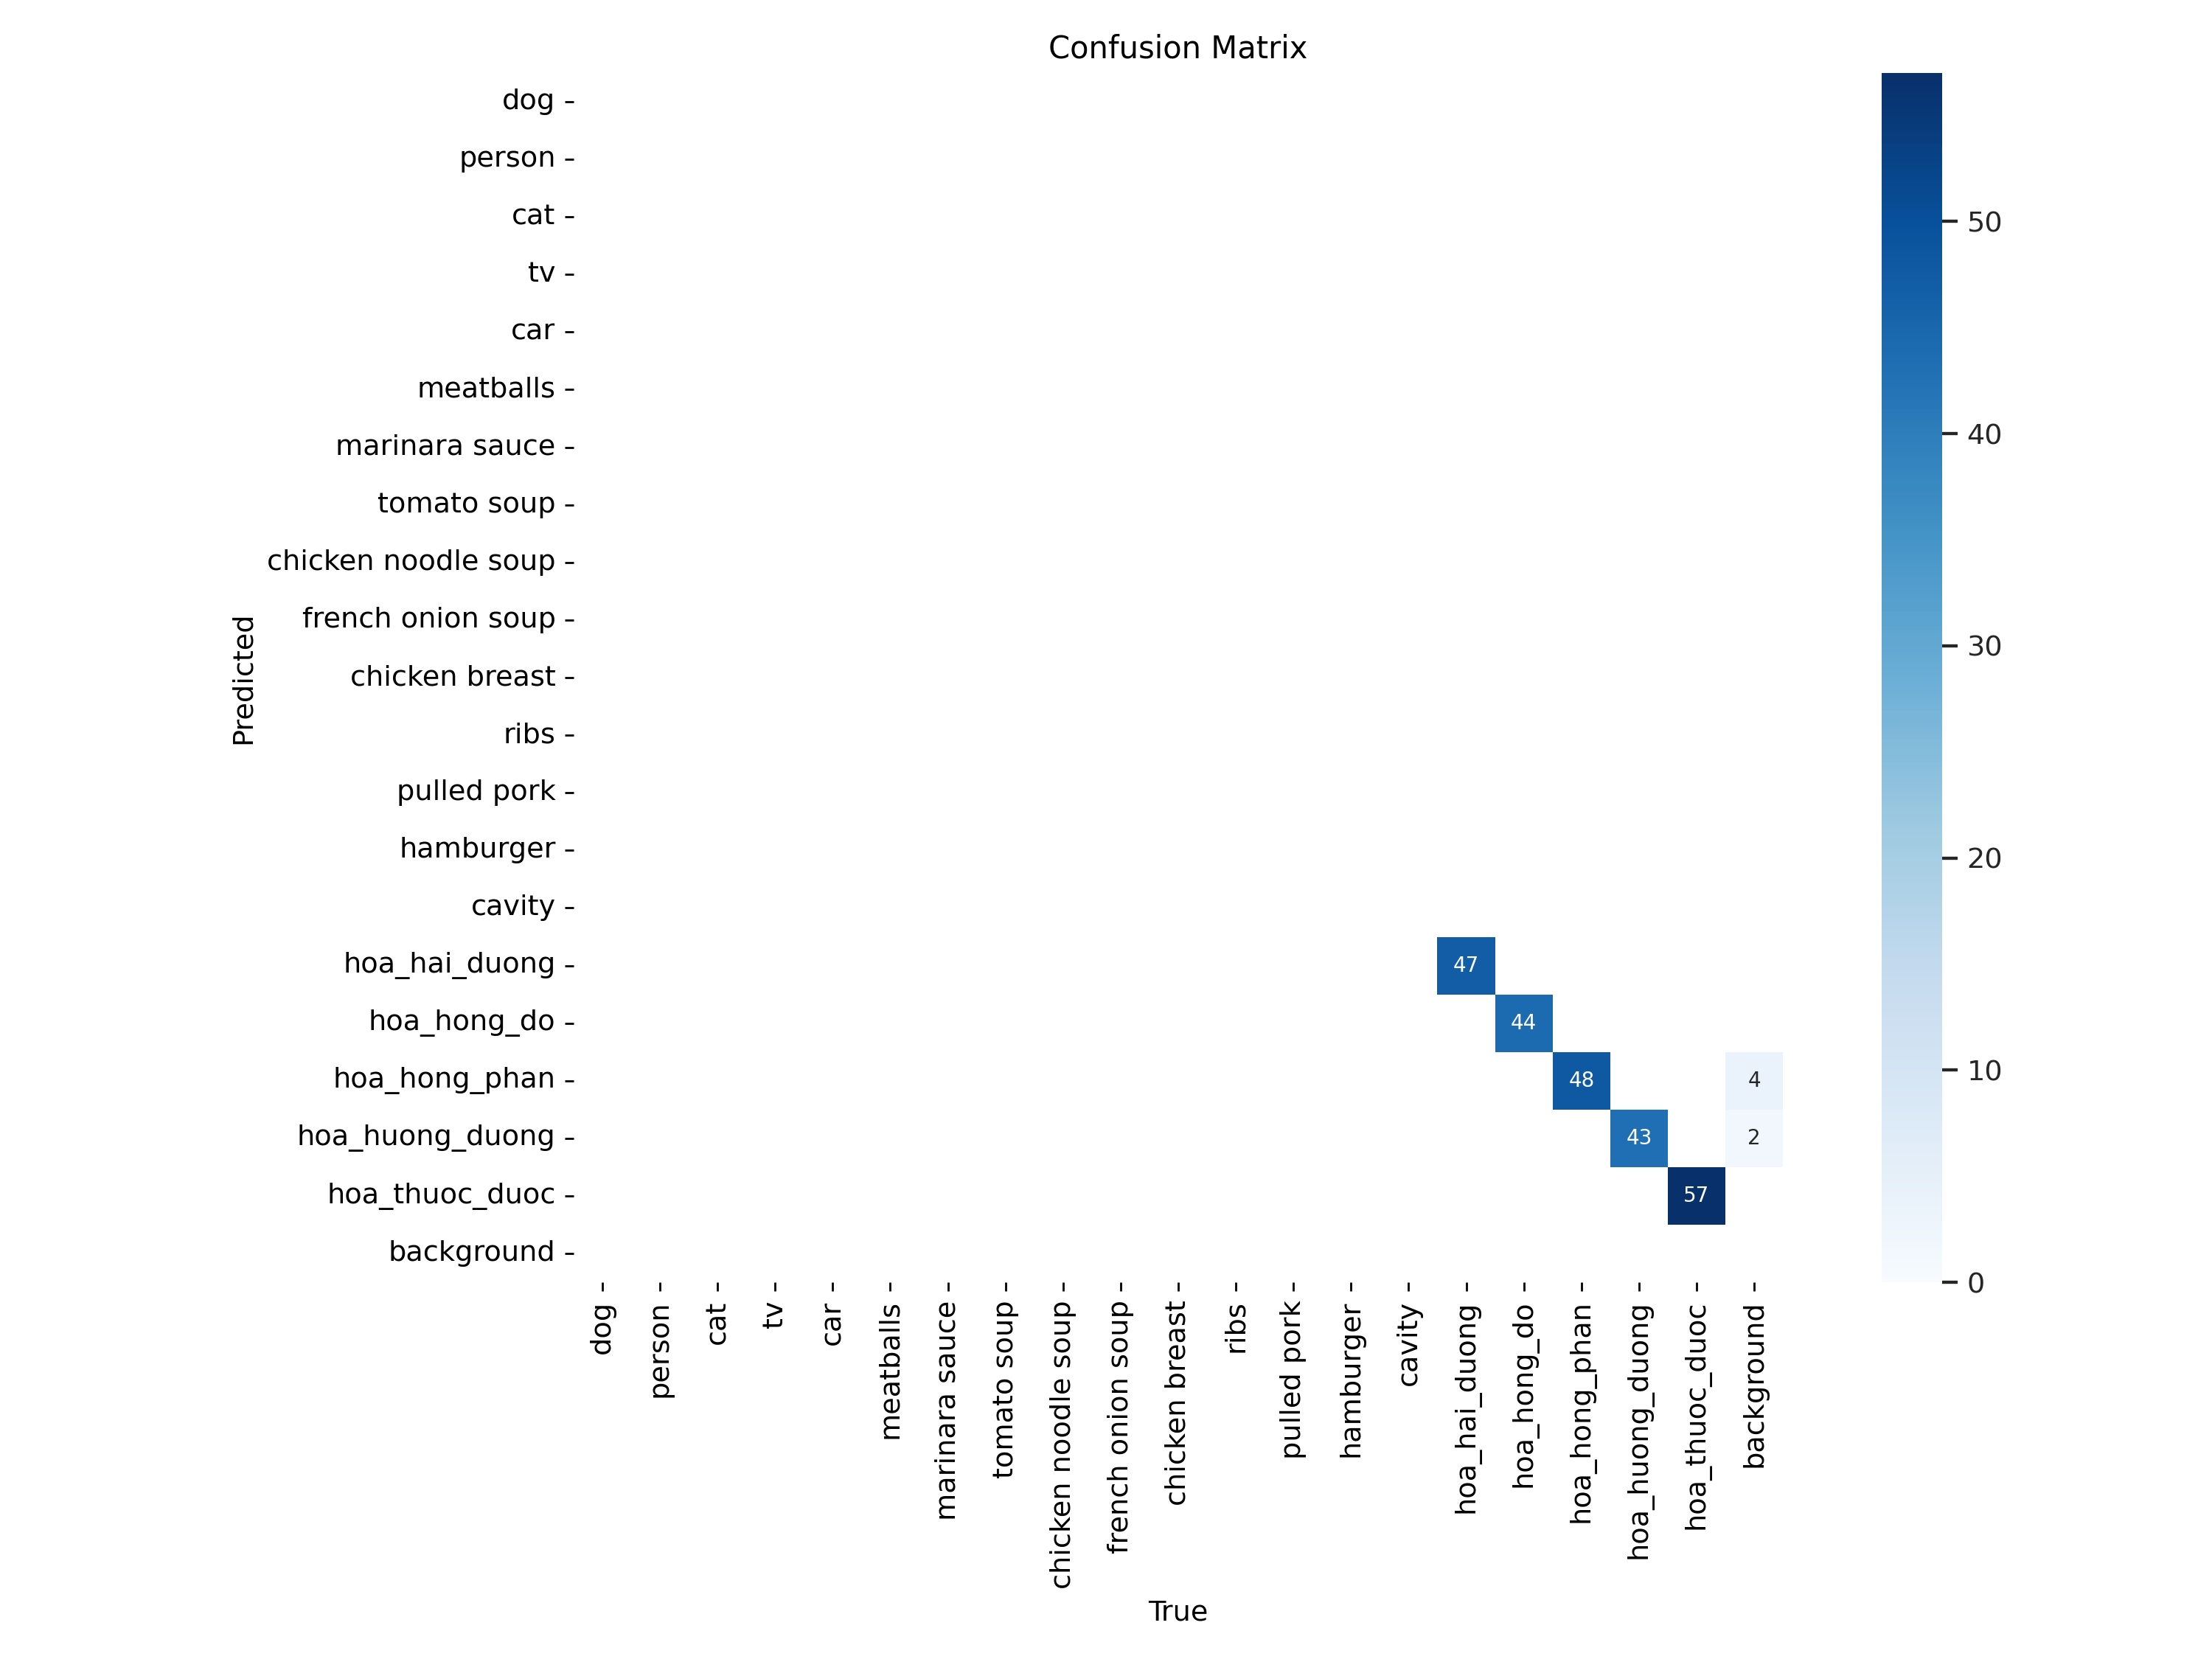 Confusion Matrix
dog
person
cat
tv
car
meatballs
marinara sauce
tomato soup
chicken noodle soup
french onion soup
chicken breast
ribs
pulled pork
hamburger
cavity
hoa_hai_duong
hoa_hong_do
hoa_hong_phan
hoa_huong_duong
hoa_thuoc_duoc
background
Predicted
47
44
48 4
43 2
57
dog
person
cat
tv
car
meatballs
marinara sauce
tomato soup
chicken noodle soup
french onion soup
chicken breast
ribs
pulled pork
hamburger
cavity
hoa_hai_duong
hoa_hong_do
hoa_hong_phan
hoa_huong_duong
hoa_thuoc_duoc
background
True
50
40
30
20
10
0